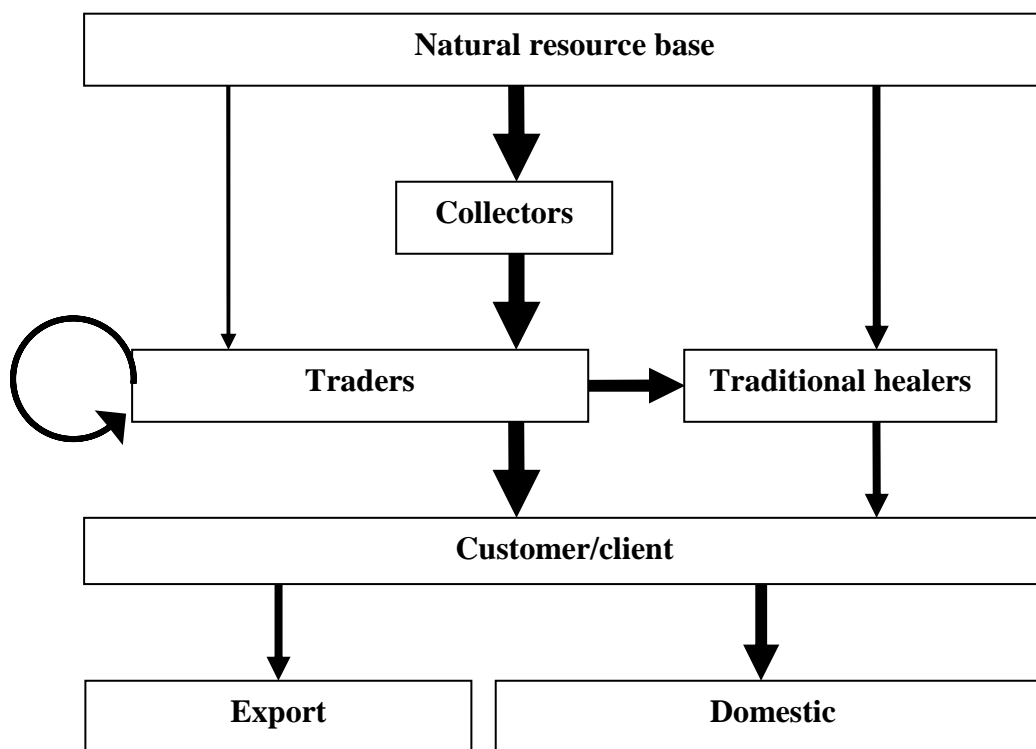 Natural resource base
Collectors
Traders
Traditional healers
Customer/client
Export
Domestic